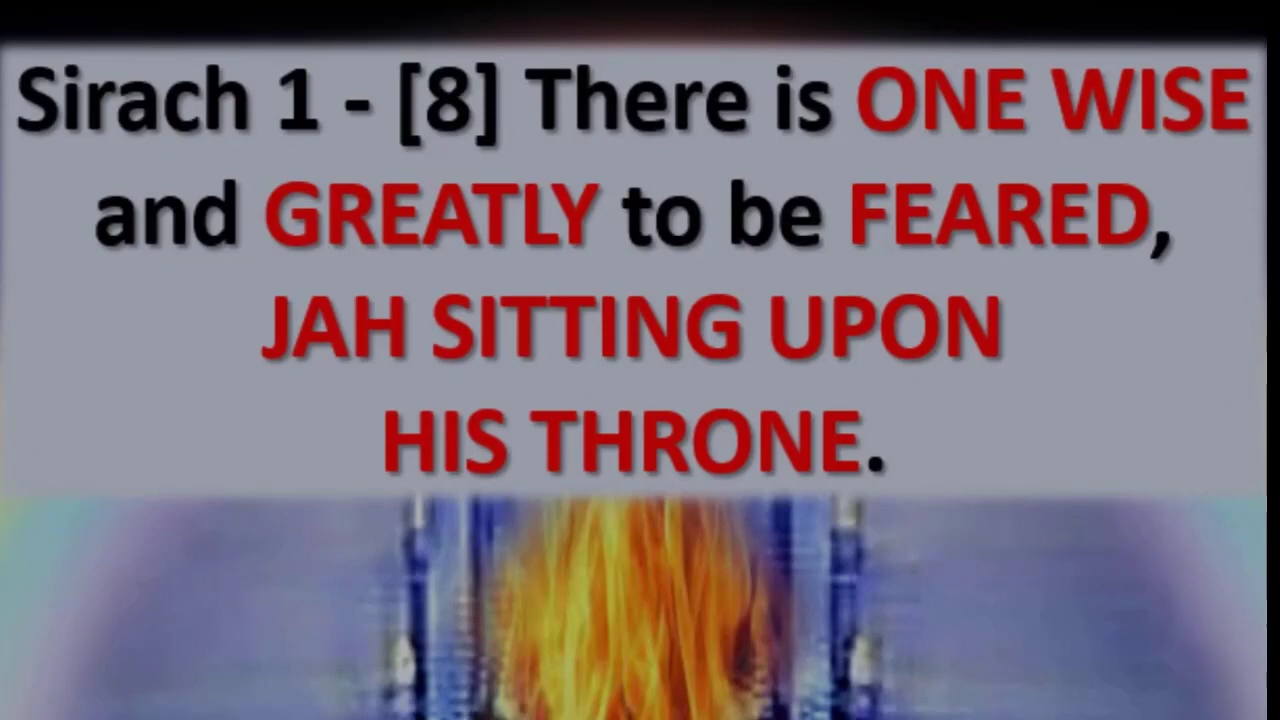 Sirach 1 - [8] There is ONE WISE
and GREATLY to be FEARED,
JAH SITTING UPON
HIS THRONE.